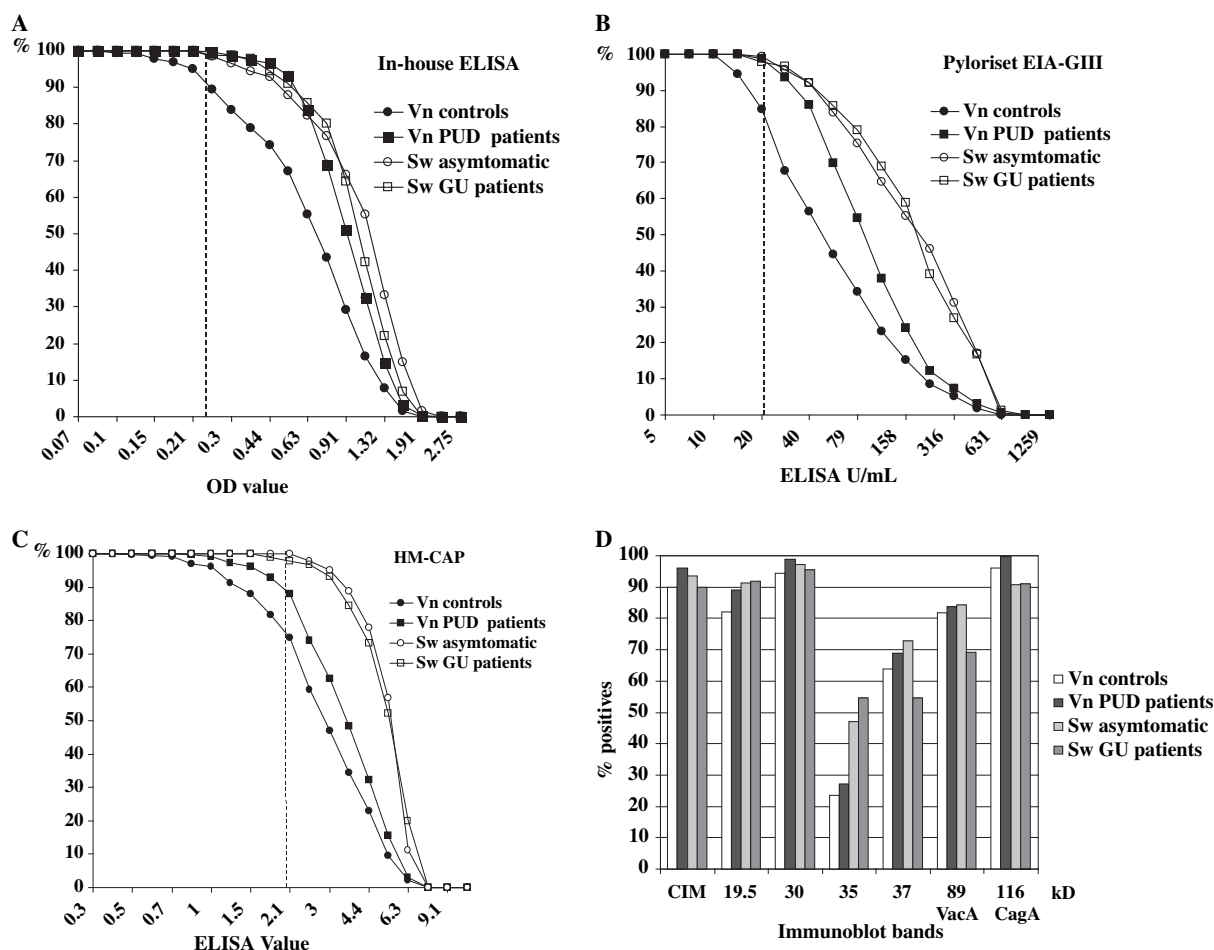 A
%
In-house ELISA
Vn controls
Vn PUD patients
Sw asymtomatic
Sw GU patients
100
90
80
70
60
50
40
30
20
10
0
0.07
0.1
0.15
0.21
0.3
0.44
0.63
0.91
1.32
1.91
2.75
OD value
B
%
Pyloriset EIA-GIII
Vn controls
Vn PUD patients
Sw asymtomatic
Sw GU patients
100
90
80
70
60
50
40
30
20
10
0
5
10
20
40
79
158
316
631
1259
ELISA U/mL
C
%
HM-CAP
Vn controls
Vn PUD patients
Sw asymtomatic
Sw GU patients
100
90
80
70
60
50
40
30
20
10
0
0.3
0.5
0.7
1
1.5
2.1
3
4.4
6.3
9.1
ELISA Value
D
% positives
100
90
80
70
60
50
40
30
20
10
0
Vn controls
Vn PUD patients
Sw asymtomatic
Sw GU patients
CIM 19.5 30 35 37 89 116 kD
VacA CagA
Immunoblot bands